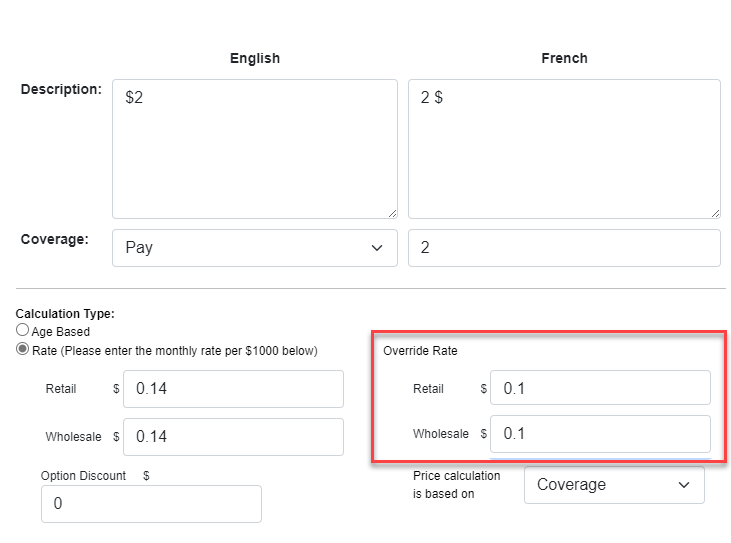 English French
Description: $2 2 $
Coverage: Pay 2
Calculation Type:
Age Based
Rate (Please enter the monthly rate per $1000 below) Override Rate
Retail $ 0.14 Retail $ 0.1
Wholesale $ 0.14 Wholesale $ 0.1
Option Discount $ Price calculation
is based on Coverage
0